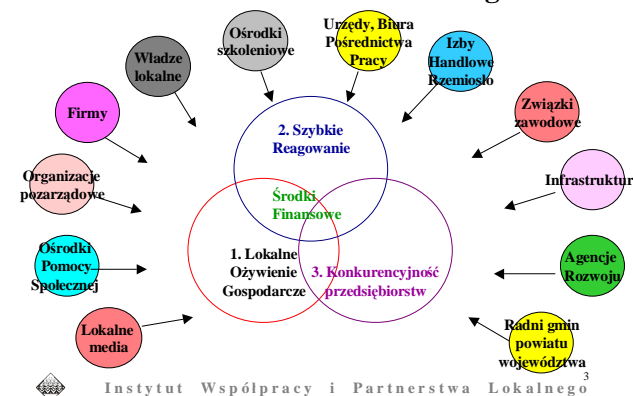 Ośrodki
szkoleniowe
Urzędy, Biura
Pośrednictwa
Pracy
Izby
Handlowe
Rzemiosło
Władze
lokalne
Firmy
Związki
zawodowe
Organizacje
pozarządowe
Infrastruktur
Ośrodki
Pomocy
Społecznej
Agencje
Rozwoju
Lokalne
media
Radni gmin
powiatu
województwa
2. Szybkie
Reagowanie
Środki
Finansowe
1. Lokalne
Ożywienie
Gospodarcze
3. Konkurencyjność
przedsiębiorstw
3
Instytut Współpracy i Partnerstwa Lokalnego